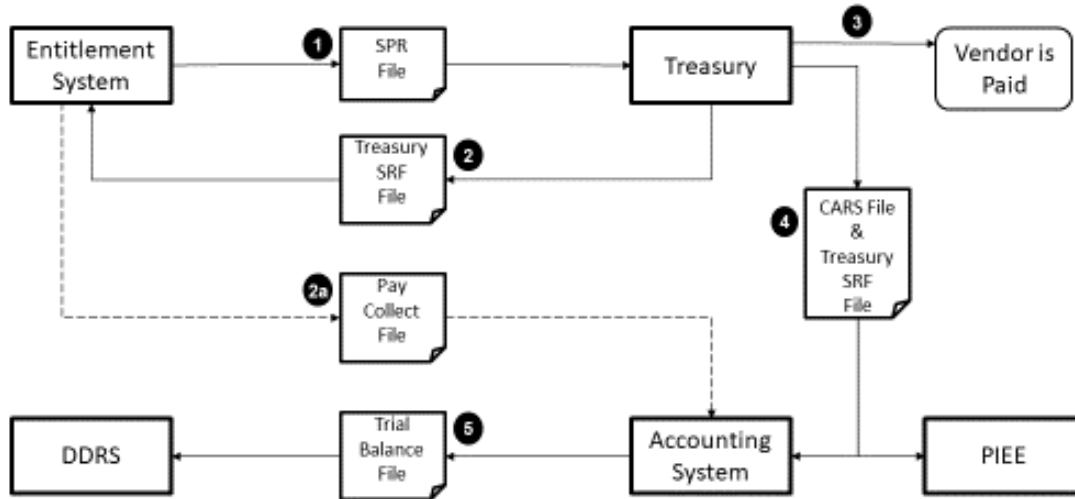 Entitlement
System
1
SPR
File
Treasury
3
Vendor is
Paid
Treasury
SRF
File
2
4
CARS File
&
Treasury
SRF
File
2a
Pay
Collect
File
DDRS
Trial
Balance
File
5
Accounting
System
PIEE